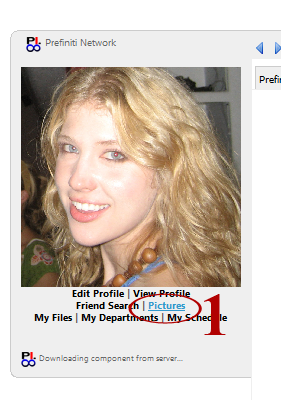 Prefiniti Network
Prefin
Edit Profile | View Profile
Friend Search | Pictures
1
My Files | My Departments | My Schedule
Downloading component from server...